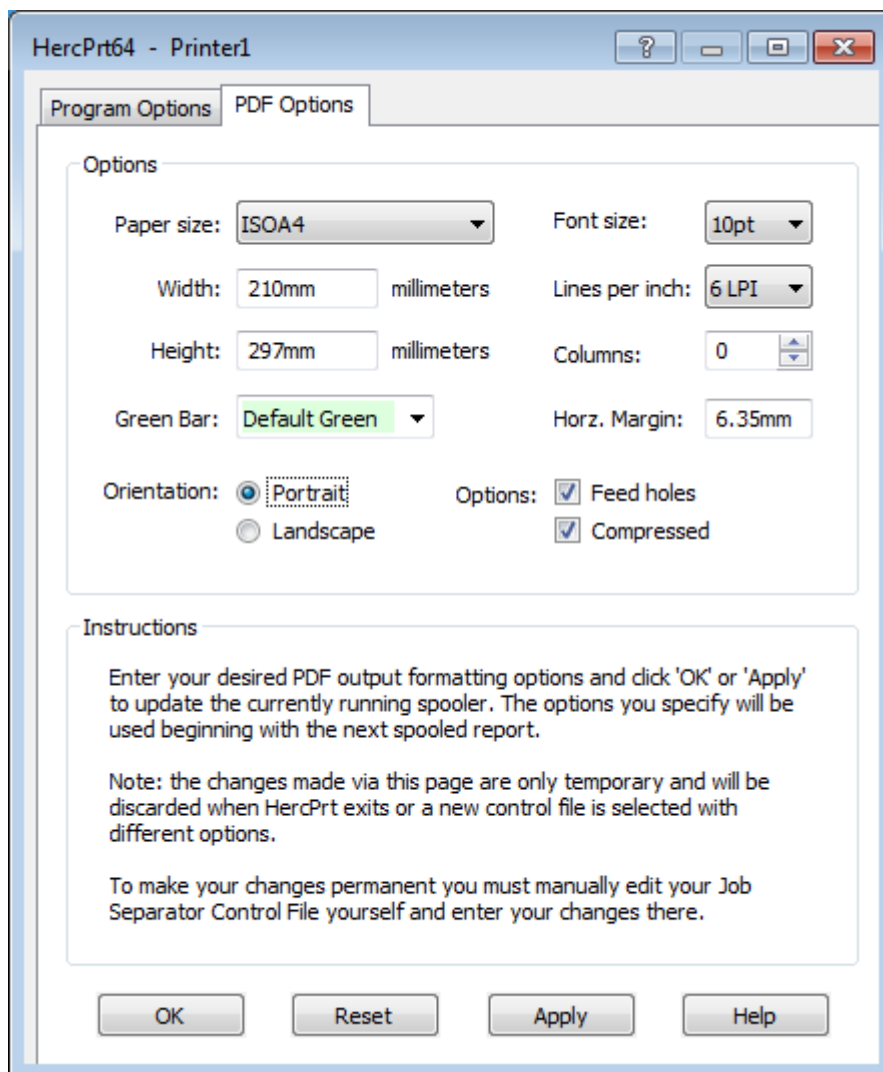 HercPrt64 - Printer1
?
Program Options PDF Options
Options
Paper size: ISOA4 Font size: 10pt
Width: 210mm millimeters Lines per inch: 6 LPI
Height: 297mm millimeters Columns: 0
Green Bar: Default Green Horz. Margin: 6.35mm
Orientation: Portrait Options: Feed holes
Landscape Compressed
Instructions
Enter your desired PDF output formatting options and click 'OK' or 'Apply'
to update the currently running spooler. The options you specify will be
used beginning with the next spooled report.
Note: the changes made via this page are only temporary and will be
discarded when HercPrt exits or a new control file is selected with
different options.
To make your changes permanent you must manually edit your Job
Separator Control File yourself and enter your changes there.
OK Reset Apply Help